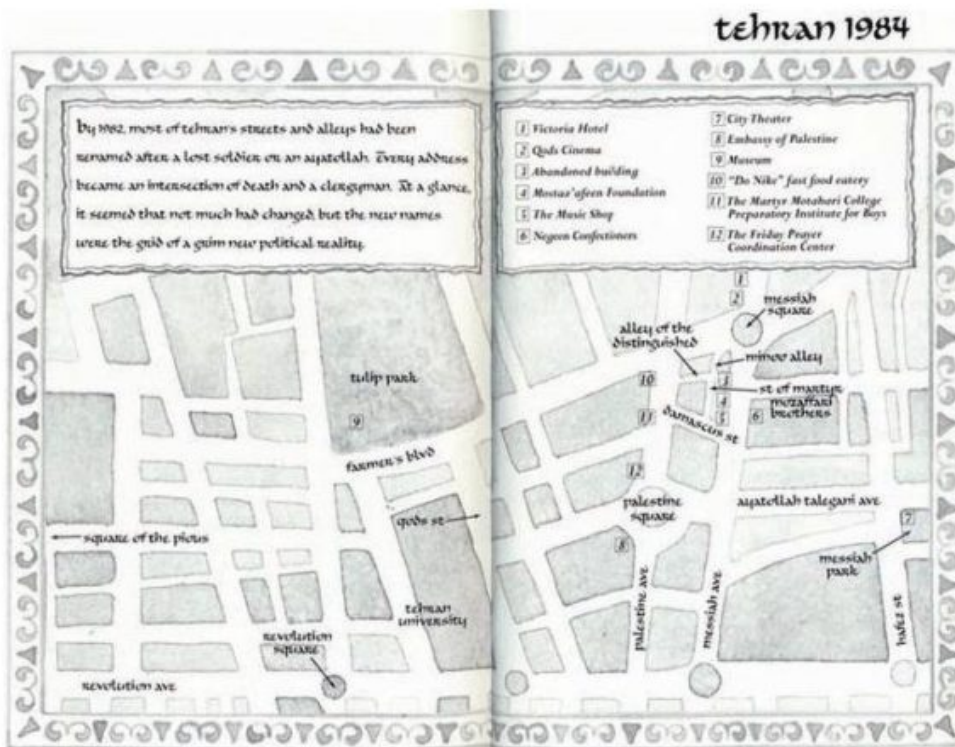 tehran 1984
by 1982, most of tehran's streets and alleys had been
renamed after a lost soldier or an ayatollah. Every address
became an intersection of death and a clergyman. At a glance,
it seemed that not much had changed, but the new names
were the grid of a grim new political reality.
1 Victoria Hotel
2 Qods Cinema
3 Abandoned building
4 Mostaz'afeen Foundation
5 The Music Shop
6 Negeen Confectioners
7 City Theater
8 Embassy of Palestine
9 Museum
10 "Do Nike" fast food eatery
11 The Martyr Motahari College
Preparatory Institute for Boys
12 The Friday Prayer
Coordination Center
tulip park
9
farmer's blvd
qods st
square of the pious
tehran
university
revolution
square
revolution ave
1
2
messiah
square
alley of the
distinguished
minoo alley
10
3
st of martyr
mozaffari
brothers
4
11
5
6
damascus st
12
palestine
square
ayatollah talegani ave
7
8
messiah
park
palestine ave
messiah ave
hafez st